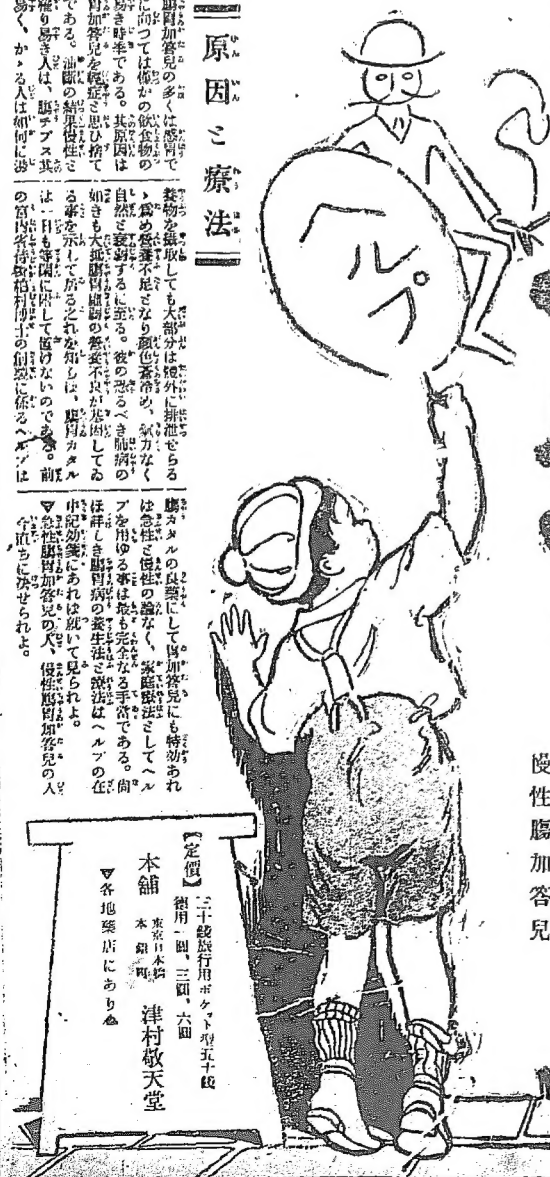 慢性腸加答兒
ヘルプ
原因と療法
腸胃加答兒の多くは感冒で
に向つては僅かの飲食物の
易き時季である。其原因は
胃加答兒を輕症と思ひ捨て
である。油斷の結果慢性と
罹り易き人は、腸チブス其
易く、かゝる人は如何に滋
養物を攝取しても大部分は體外に排泄せらる
ゝ爲め營養不足となり顏色蒼冷め、氣力なく
自然と衰弱するに至る。彼の恐るべき肺病の
如きも大抵腸胃の營養不良が基因してゐ
る事を示して居る之れを知らば、腸胃カタル
は一日も等閑に附して置けないのである。前
の宮内省侍醫 博士の創製に係るヘルプは
腸カタルの良藥にして胃加答兒にも特効あれ
は急性と慢性の論なく、家庭療法としてヘル
プを用ゆる事は最も完全なる手當である。尚
ほ詳しき腸胃病の養生法と療法はヘルプの在
中記効箋にあれは就いて見られよ。
▽急性腸胃加答兒の人、慢性腸胃加答兒の人
今直ちに決せられよ。
【定價】
三十錢旅行用ポケット型五十錢
徳用一圓、三圓、六圓
本舗
東京日本橋
本銀町
津村敬天堂
▽各地藥店にあり